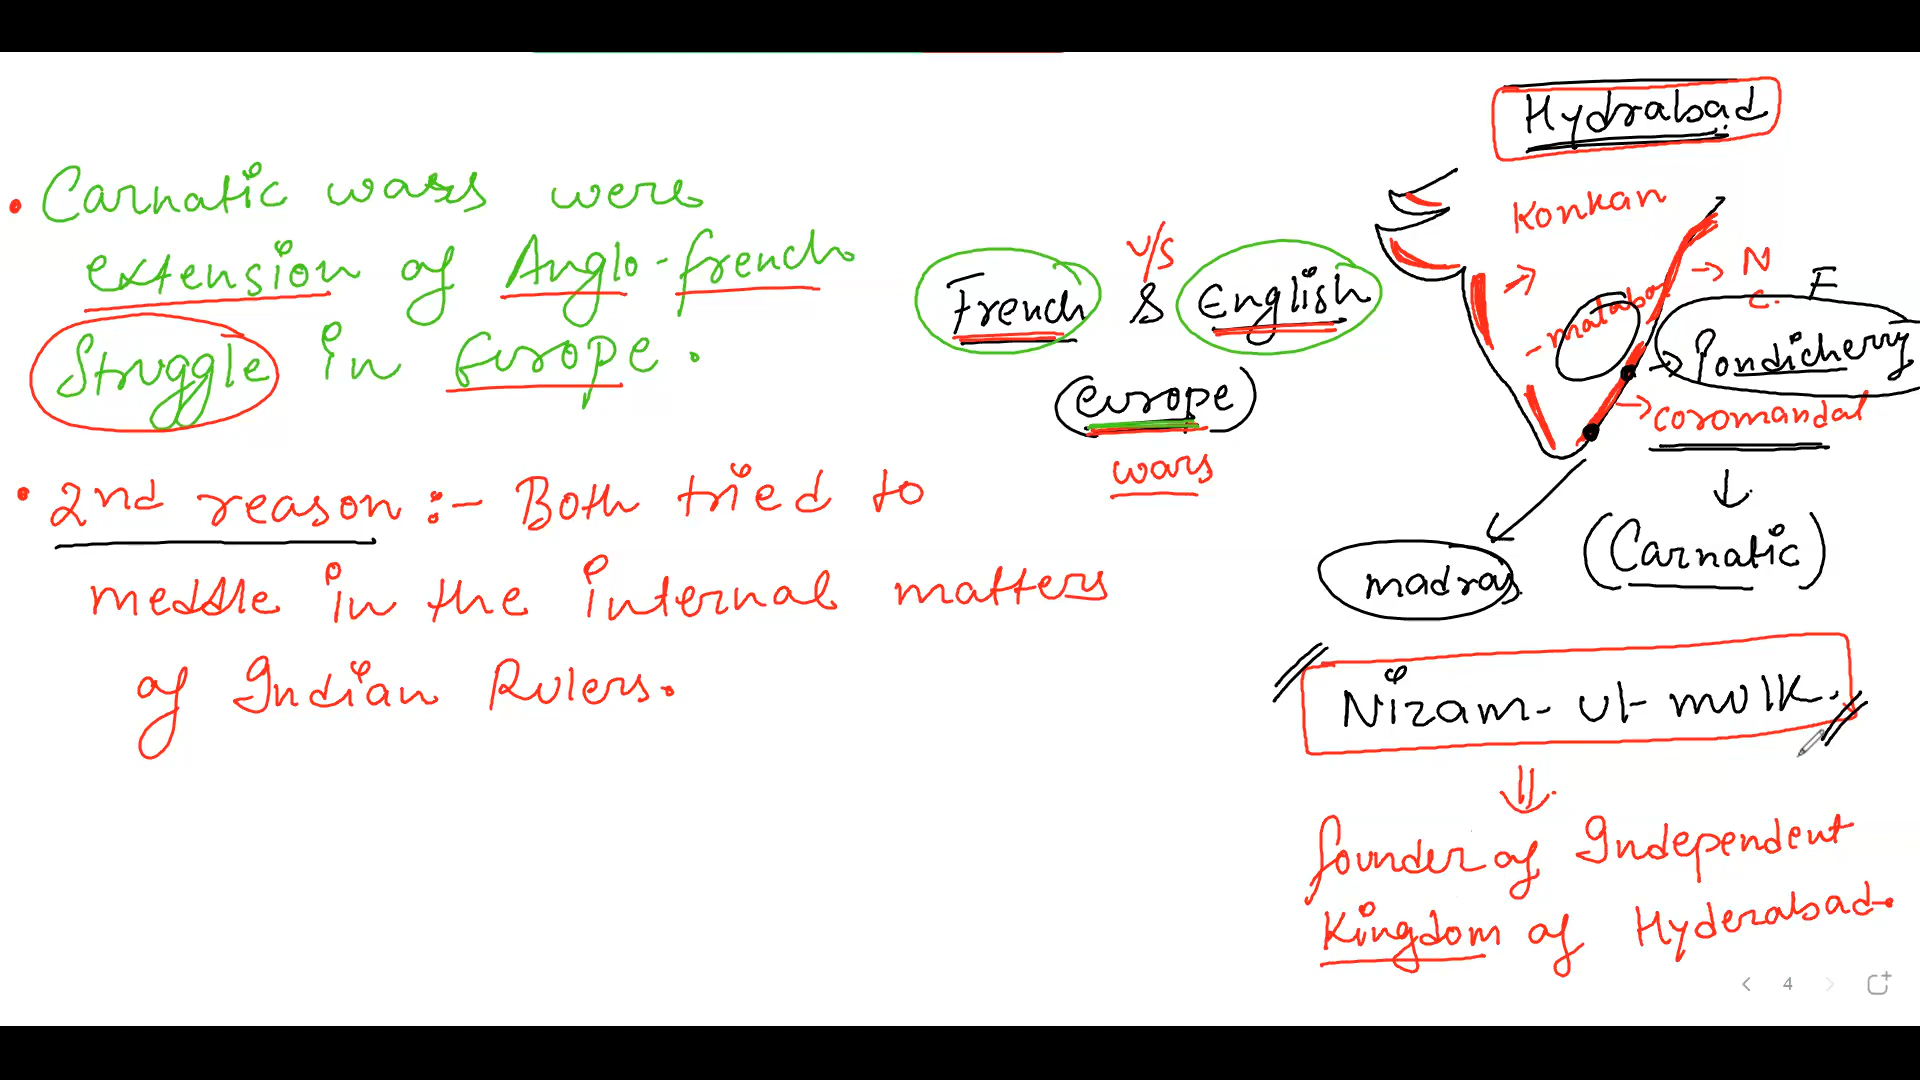 • Carnatic wars were
extension of Anglo-french
Struggle in Europe.
French & English
v/s
(europe)
wars
• 2nd reason :- Both tried to
meddle in the internal matters
of Indian Rulers.
Hydrabad
Konkan
→ N
C.
- malabar
F
→ Pondicherry
→ coromandal
(Carnatic)
madras
Nizam-ul-mulk.
founder of Independent
Kingdom of Hyderabad.
4